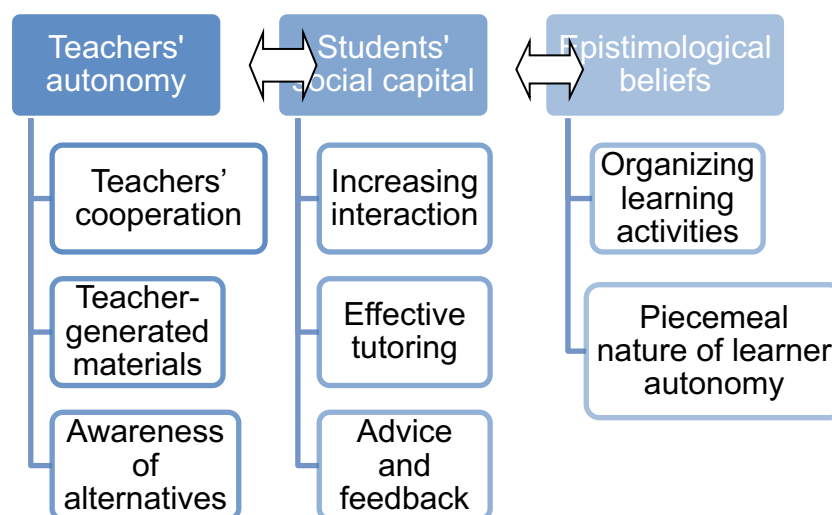 Teachers'
autonomy
Teachers'
cooperation
Teacher-
generated
materials
Awareness
of
alternatives
Students'
social capital
Increasing
interaction
Effective
tutoring
Advice
and
feedback
Epistimological
beliefs
Organizing
learning
activities
Piecemeal
nature of learner
autonomy